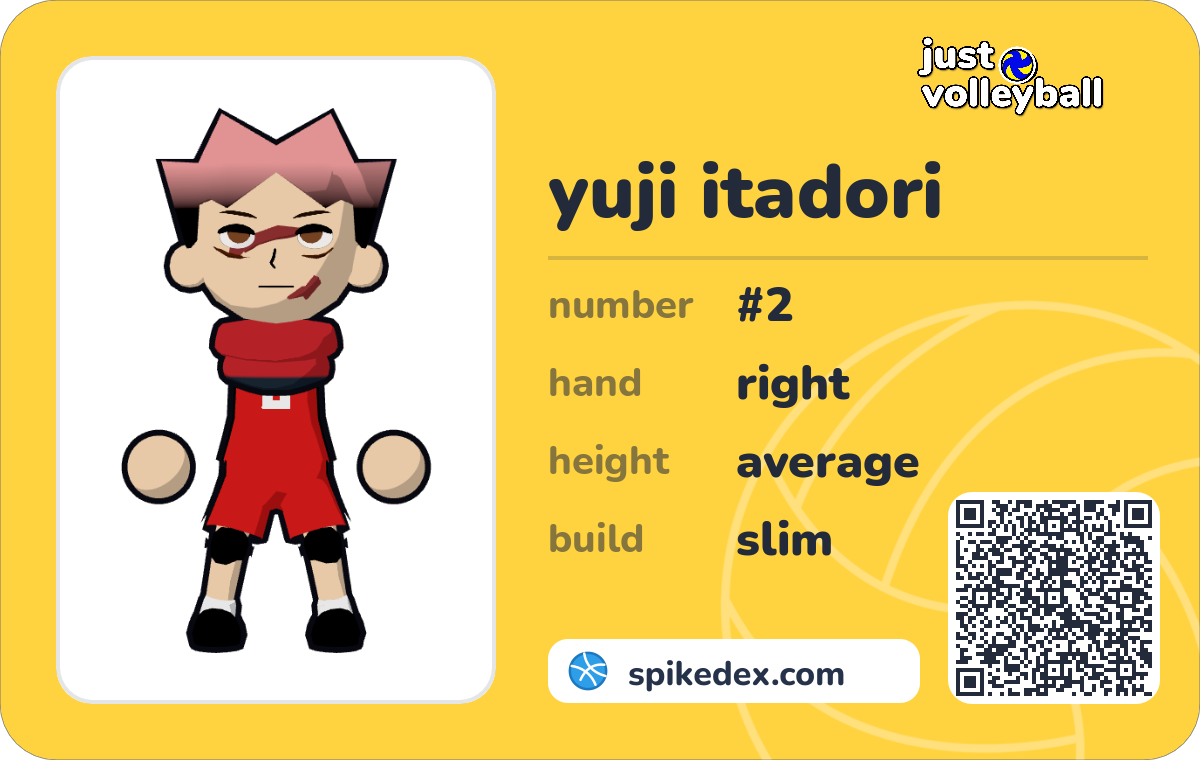 just
volleyball
yuji itadori
number #2
hand right
height average
build slim
spikedex.com